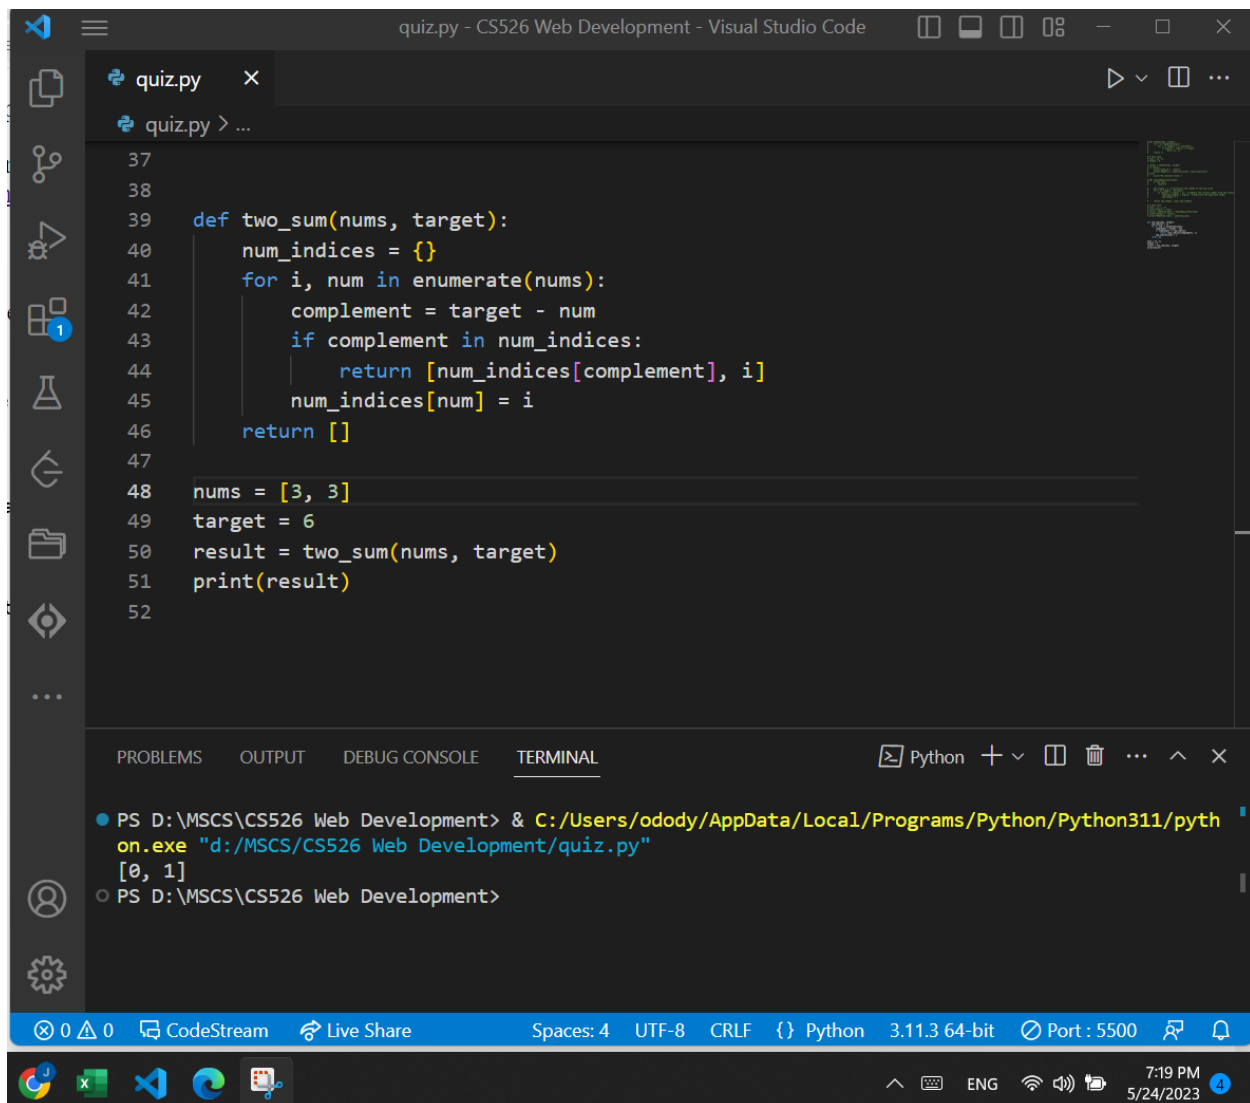 quiz.py - CS526 Web Development - Visual Studio Code
quiz.py
quiz.py > ...
37
38
39 def two_sum(nums, target):
40     num_indices = {}
41     for i, num in enumerate(nums):
42         complement = target - num
43         if complement in num_indices:
44             return [num_indices[complement], i]
45         num_indices[num] = i
46     return []
47
48 nums = [3, 3]
49 target = 6
50 result = two_sum(nums, target)
51 print(result)
52
1
PROBLEMS OUTPUT DEBUG CONSOLE TERMINAL Python
PS D:\MSCS\CS526 Web Development> & C:/Users/odody/AppData/Local/Programs/Python/Python311/pyth
on.exe "d:/MSCS/CS526 Web Development/quiz.py"
[0, 1]
PS D:\MSCS\CS526 Web Development>
0 0 CodeStream Live Share Spaces: 4 UTF-8 CRLF {} Python 3.11.3 64-bit Port : 5500
J
ENG 7:19 PM
5/24/2023 4